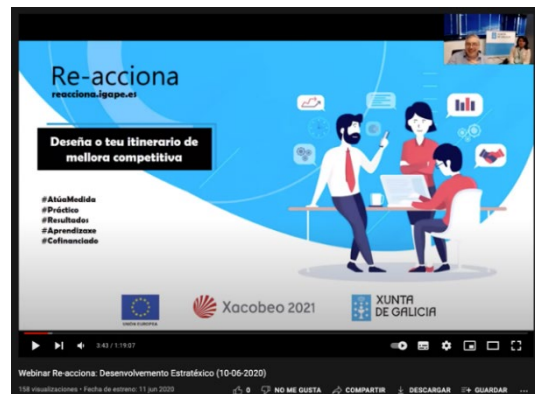 Re-acciona
reacciona.igape.es
Deseña o teu itinerario de
mellora competitiva
#AtúaMedida
#Práctico
#Resultados
#Aprendizaxe
#Cofinanciado
UNIÓN EUROPEA
Xacobeo 2021
XUNTA
DE GALICIA
3:43 / 1:19:07
Webinar Re-acciona: Desenvolvemento Estratéxico (10-06-2020)
158 visualizaciones • Fecha de estreno: 11 jun 2020
0 NO ME GUSTA COMPARTIR DESCARGAR GUARDAR ...